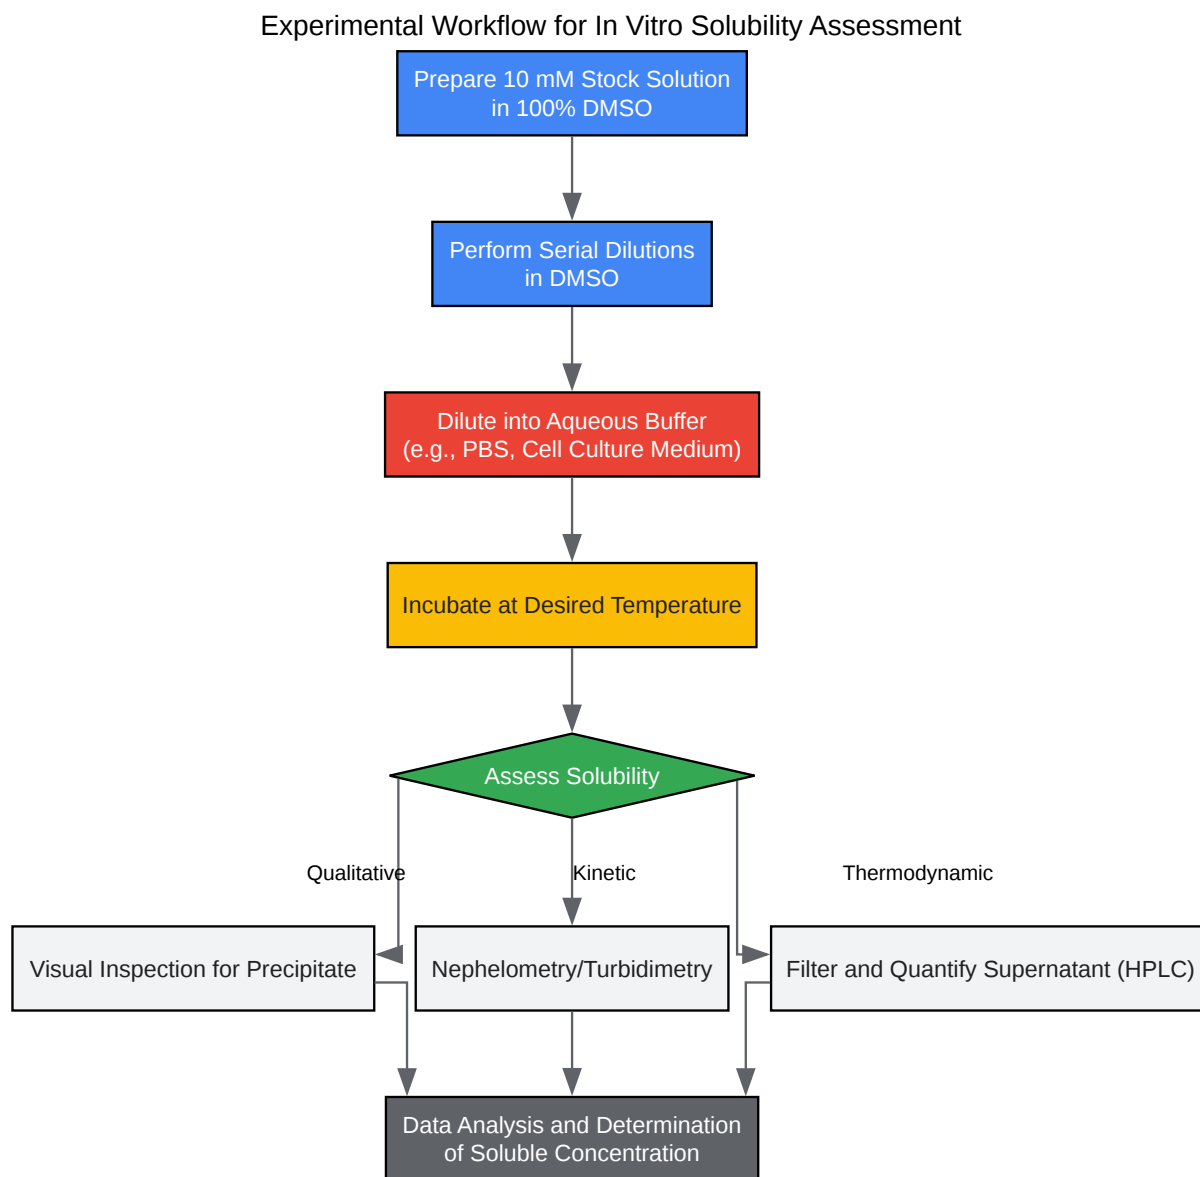 Experimental Workflow for In Vitro Solubility Assessment
Prepare 10 mM Stock Solution
in 100% DMSO
Perform Serial Dilutions
in DMSO
Dilute into Aqueous Buffer
(e.g., PBS, Cell Culture Medium)
Incubate at Desired Temperature
Assess Solubility
Qualitative
Kinetic
Thermodynamic
Visual Inspection for Precipitate
Nephelometry/Turbidimetry
Filter and Quantify Supernatant (HPLC)
Data Analysis and Determination
of Soluble Concentration